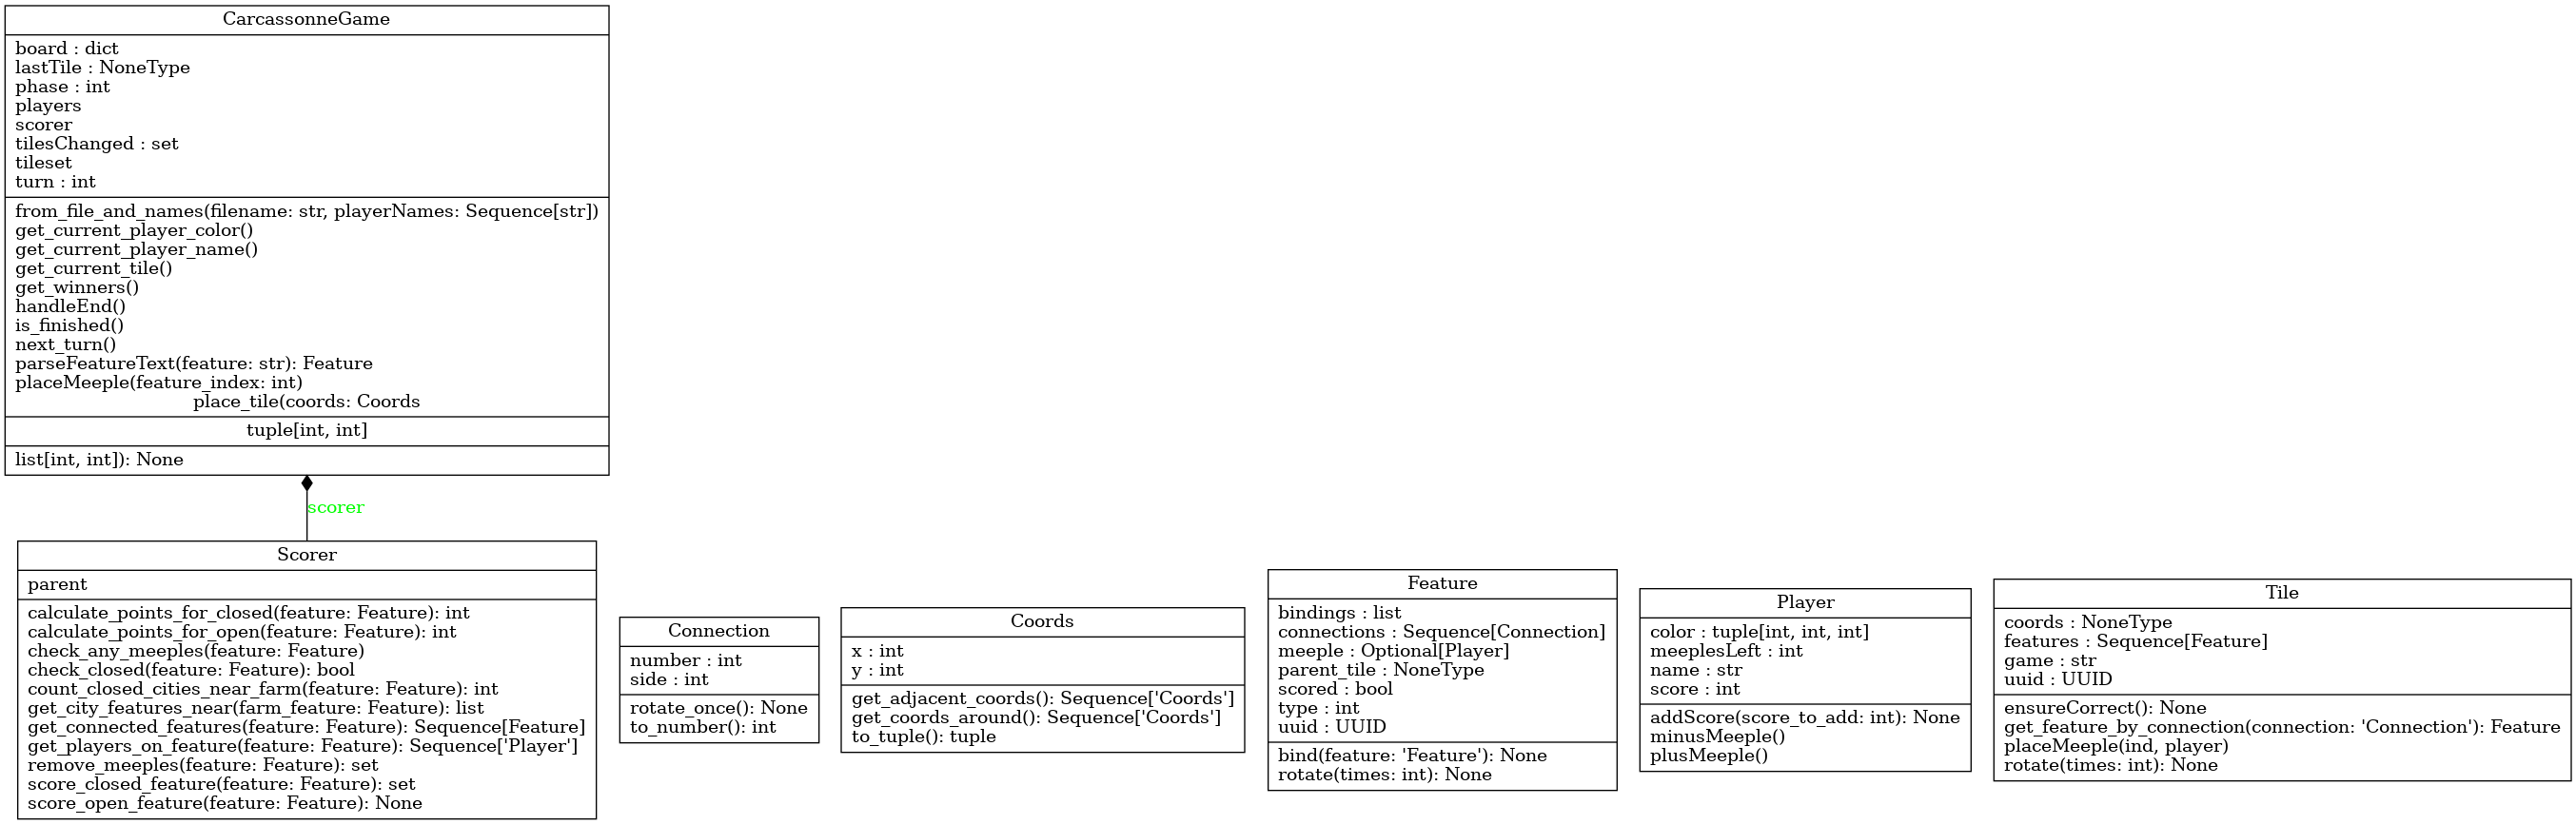 CarcassonneGame
board : dict
lastTile : NoneType
phase : int
players
scorer
tilesChanged : set
tileset
turn : int
from_file_and_names(filename: str, playerNames: Sequence[str])
get_current_player_color()
get_current_player_name()
get_current_tile()
get_winners()
handleEnd()
is_finished()
next_turn()
parseFeatureText(feature: str): Feature
placeMeeple(feature_index: int)
place_tile(coords: Coords
tuple[int, int]
list[int, int]): None
scorer
Scorer
parent
calculate_points_for_closed(feature: Feature): int
calculate_points_for_open(feature: Feature): int
check_any_meeples(feature: Feature)
check_closed(feature: Feature): bool
count_closed_cities_near_farm(feature: Feature): int
get_city_features_near(farm_feature: Feature): list
get_connected_features(feature: Feature): Sequence[Feature]
get_players_on_feature(feature: Feature): Sequence['Player']
remove_meeples(feature: Feature): set
score_closed_feature(feature: Feature): set
score_open_feature(feature: Feature): None
Connection
number : int
side : int
rotate_once(): None
to_number(): int
Coords
x : int
y : int
get_adjacent_coords(): Sequence['Coords']
get_coords_around(): Sequence['Coords']
to_tuple(): tuple
Feature
bindings : list
connections : Sequence[Connection]
meeple : Optional[Player]
parent_tile : NoneType
scored : bool
type : int
uuid : UUID
bind(feature: 'Feature'): None
rotate(times: int): None
Player
color : tuple[int, int, int]
meeplesLeft : int
name : str
score : int
addScore(score_to_add: int): None
minusMeeple()
plusMeeple()
Tile
coords : NoneType
features : Sequence[Feature]
game : str
uuid : UUID
ensureCorrect(): None
get_feature_by_connection(connection: 'Connection'): Feature
placeMeeple(ind, player)
rotate(times: int): None